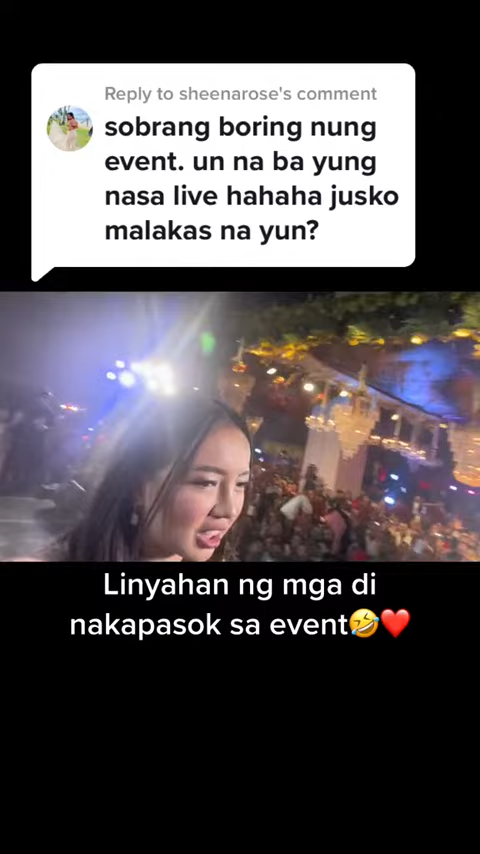 Reply to sheenarose's comment
sobrang boring nung
event. un na ba yung
nasa live hahaha jusko
malakas na yun?
Linyahan ng mga di
nakapasok sa event🤣❤️